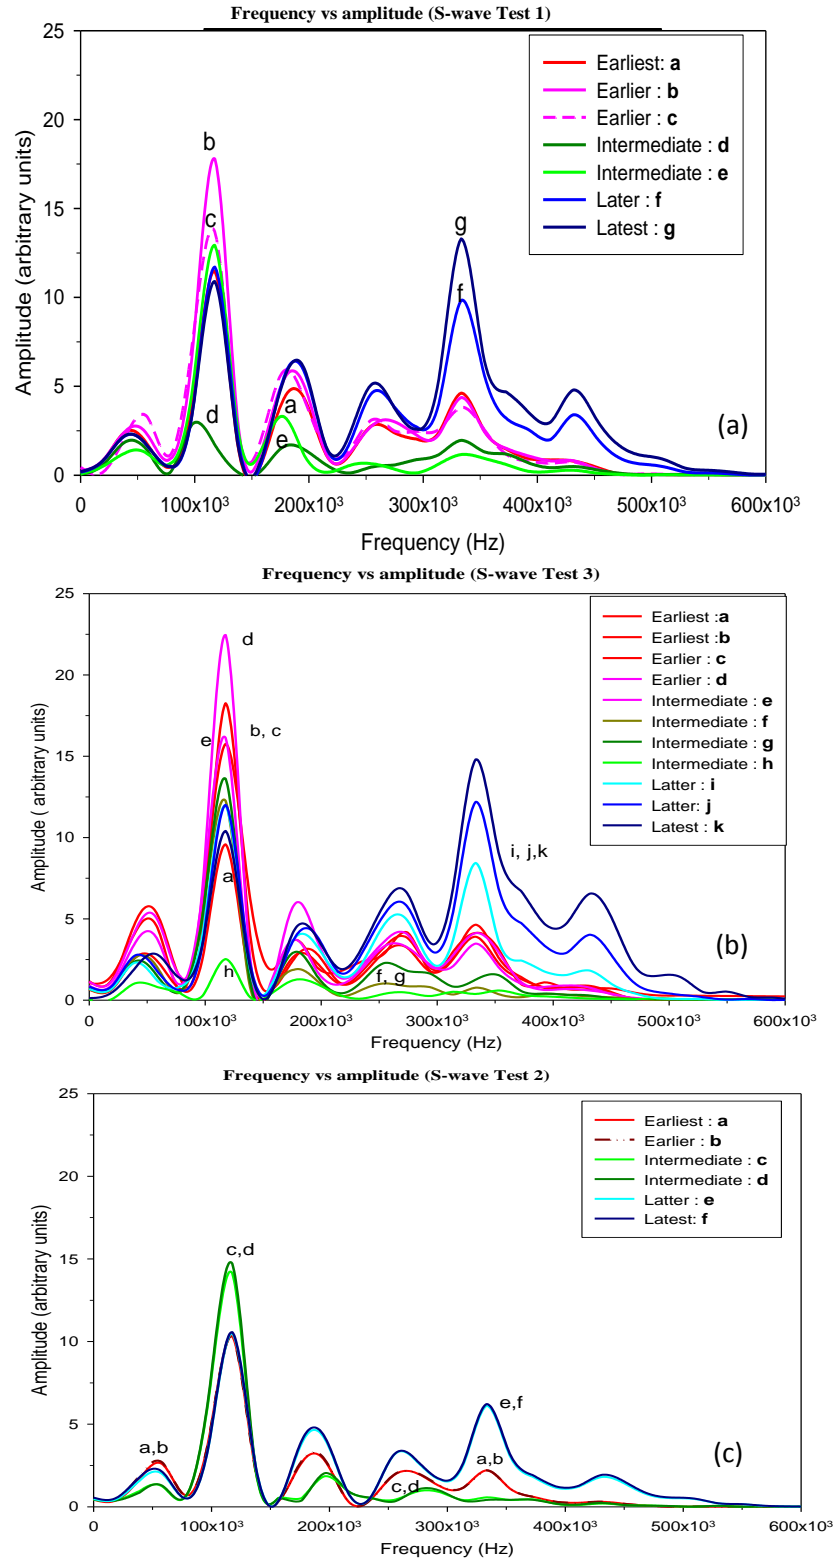 Frequency vs amplitude (S-wave Test 1)
25
20
15
10
5
0
Amplitude (arbitrary units)
Earliest: a
Earlier : b
Earlier : c
Intermediate : d
Intermediate : e
Later : f
Latest : g
b
c
g
f
d
a
e
(a)
0 100x10³ 200x10³ 300x10³ 400x10³ 500x10³ 600x10³
Frequency (Hz)
Frequency vs amplitude (S-wave Test 3)
25
20
15
10
5
0
Amplitude ( arbitrary units)
Earliest :a
Earliest :b
Earlier : c
Earlier : d
Intermediate : e
Intermediate : f
Intermediate : g
Intermediate : h
Latter : i
Latter: j
Latest : k
d
b, c
e
i, j,k
a
h
f, g
(b)
0 100x10³ 200x10³ 300x10³ 400x10³ 500x10³ 600x10³
Frequency (Hz)
Frequency vs amplitude (S-wave Test 2)
25
20
15
10
5
0
Amplitude (arbitrary units)
Earliest : a
Earlier : b
Intermediate : c
Intermediate : d
Latter : e
Latest: f
c,d
a,b
e,f
a,b
c,d
(c)
0 100x10³ 200x10³ 300x10³ 400x10³ 500x10³ 600x10³
Frequency (Hz)